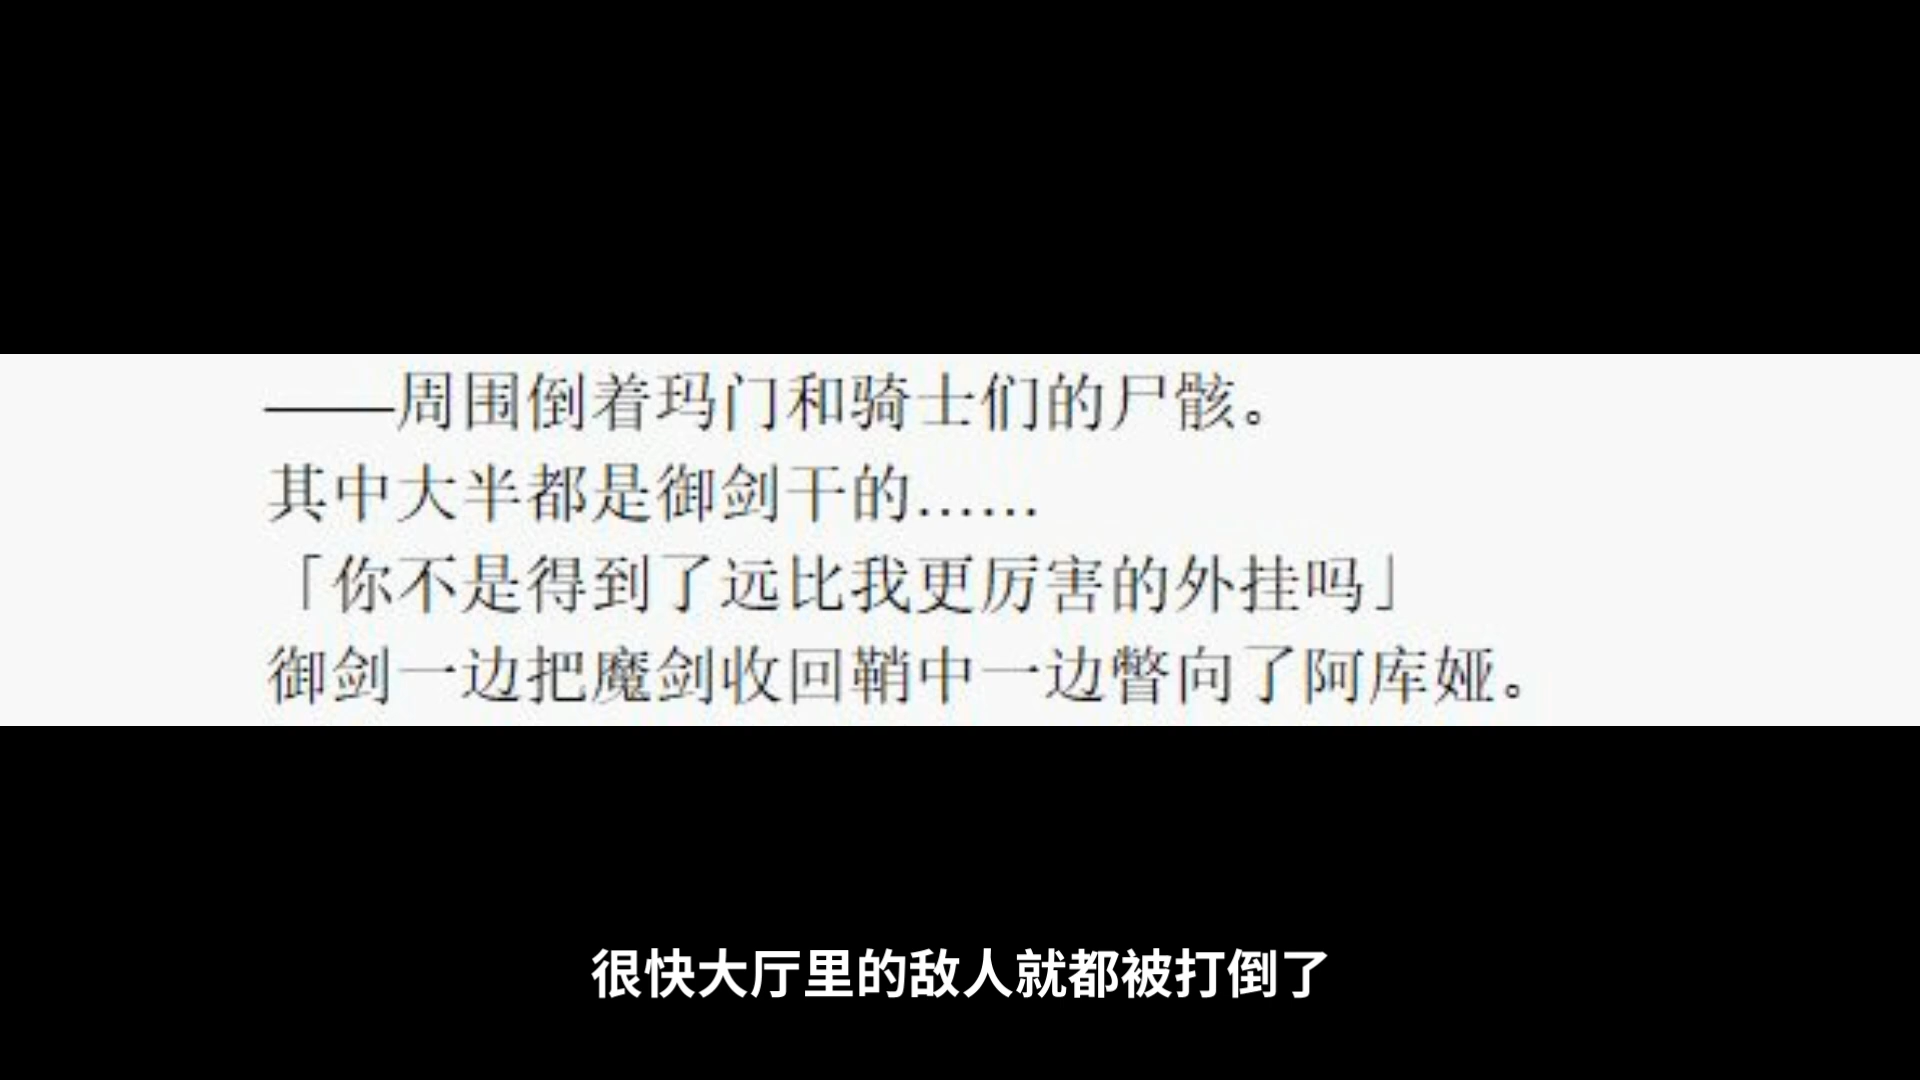 ——周围倒着玛门和骑士们的尸骸。
其中大半都是御剑干的……
「你不是得到了远比我更厉害的外挂吗」
御剑一边把魔剑收回鞘中一边瞥向了阿库娅。
很快大厅里的敌人就都被打倒了